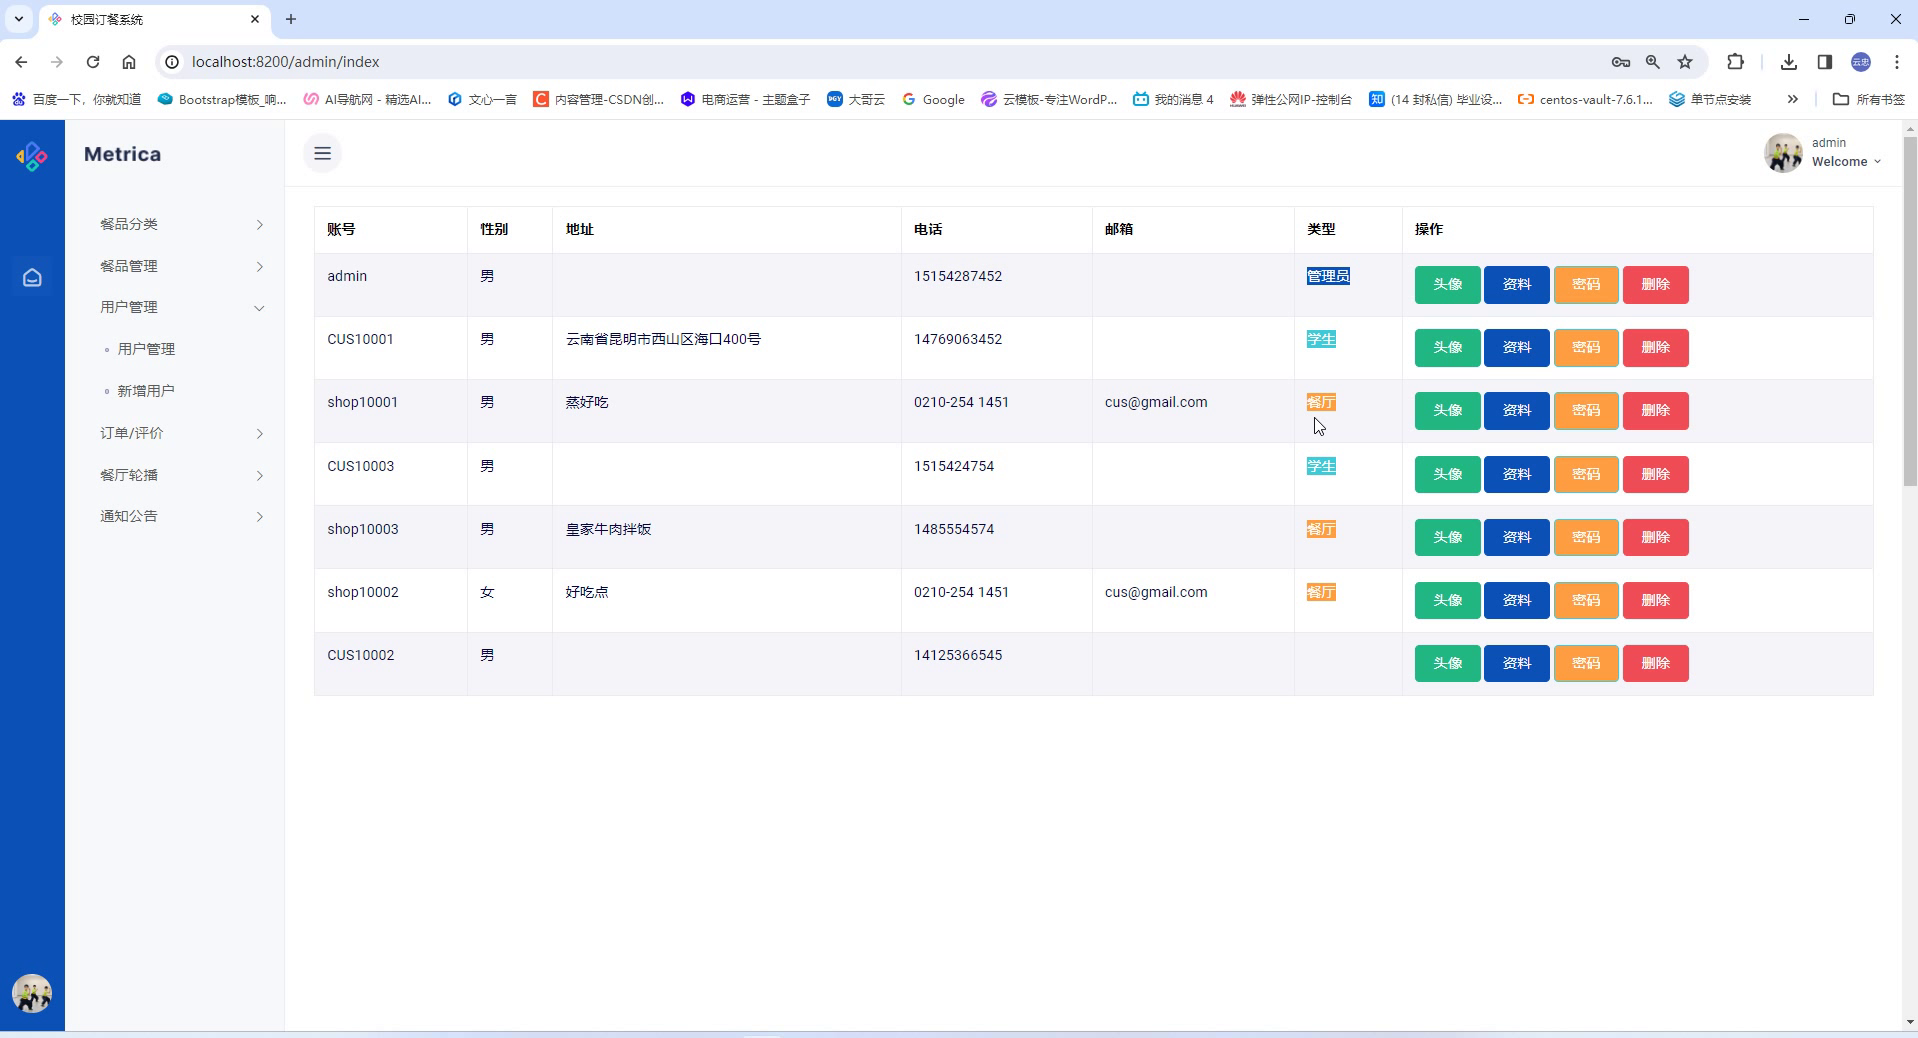 校园订餐系统
localhost:8200/admin/index
云忠
百度一下，你就知道
Bootstrap模板_响...
AI导航网 - 精选AI...
文心一言
内容管理-CSDN创...
电商运营 - 主题盒子
大哥云
Google
云模板-专注WordP...
我的消息 4
弹性公网IP-控制台
(14 封私信) 毕业设...
centos-vault-7.6.1...
单节点安装
所有书签
Metrica
admin
Welcome
餐品分类
餐品管理
用户管理
用户管理
新增用户
订单/评价
餐厅轮播
通知公告
账号 性别 地址 电话 邮箱 类型 操作
admin 男 15154287452 管理员 头像 资料 密码 删除
CUS10001 男 云南省昆明市西山区海口400号 14769063452 学生 头像 资料 密码 删除
shop10001 男 蒸好吃 0210-254 1451 cus@gmail.com 餐厅 头像 资料 密码 删除
CUS10003 男 1515424754 学生 头像 资料 密码 删除
shop10003 男 皇家牛肉拌饭 1485554574 餐厅 头像 资料 密码 删除
shop10002 女 好吃点 0210-254 1451 cus@gmail.com 餐厅 头像 资料 密码 删除
CUS10002 男 14125366545 头像 资料 密码 删除